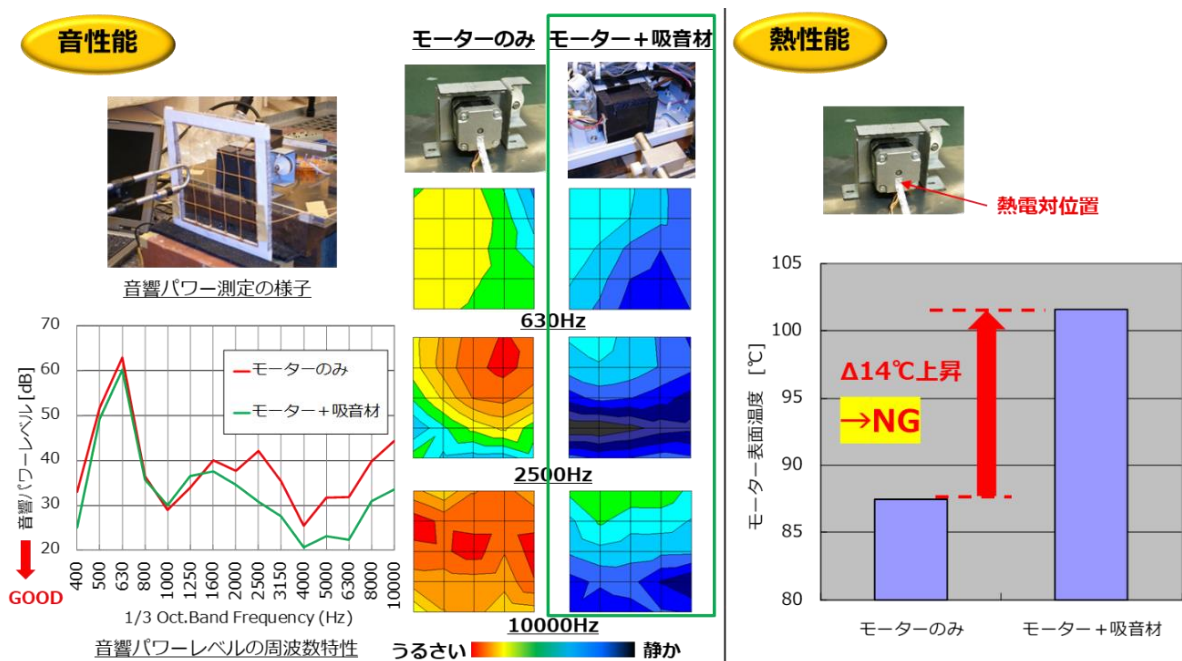 音性能
モーターのみ
モーター+吸音材
音響パワー測定の様子
630Hz
2500Hz
10000Hz
うるさい
静か
音響パワーレベル [dB]
GOOD
70
60
50
40
30
20
モーターのみ
モーター+吸音材
400
500
630
800
1000
1250
1600
2000
2500
3150
4000
5000
6300
8000
10000
1/3 Oct.Band Frequency (Hz)
音響パワーレベルの周波数特性
熱性能
熱電対位置
モーター表面温度 [℃]
105
100
95
90
85
80
Δ14℃上昇
→NG
モーターのみ
モーター+吸音材